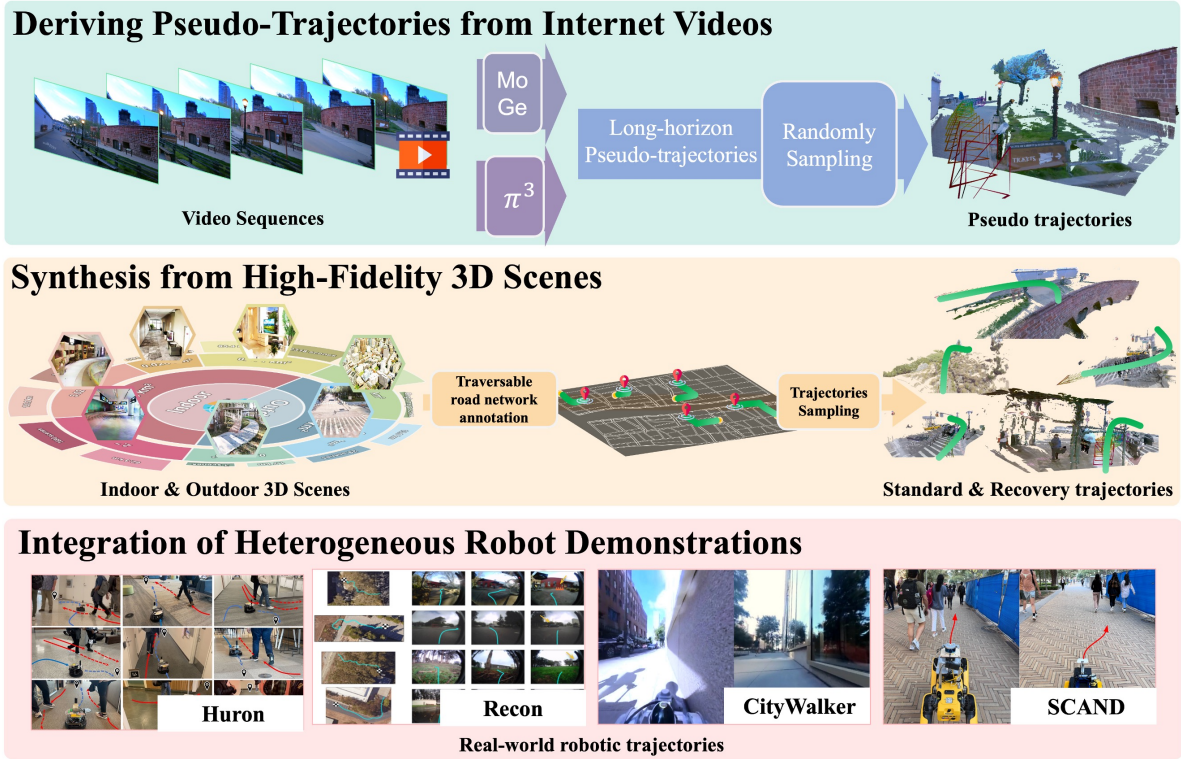 Deriving Pseudo-Trajectories from Internet Videos
Mo
Ge
π³
Long-horizon
Pseudo-trajectories
Randomly
Sampling
Video Sequences
Pseudo trajectories
Synthesis from High-Fidelity 3D Scenes
Traversable
road network
annotation
Trajectories
Sampling
Indoor & Outdoor 3D Scenes
Standard & Recovery trajectories
Integration of Heterogeneous Robot Demonstrations
Huron
Recon
CityWalker
SCAND
Real-world robotic trajectories